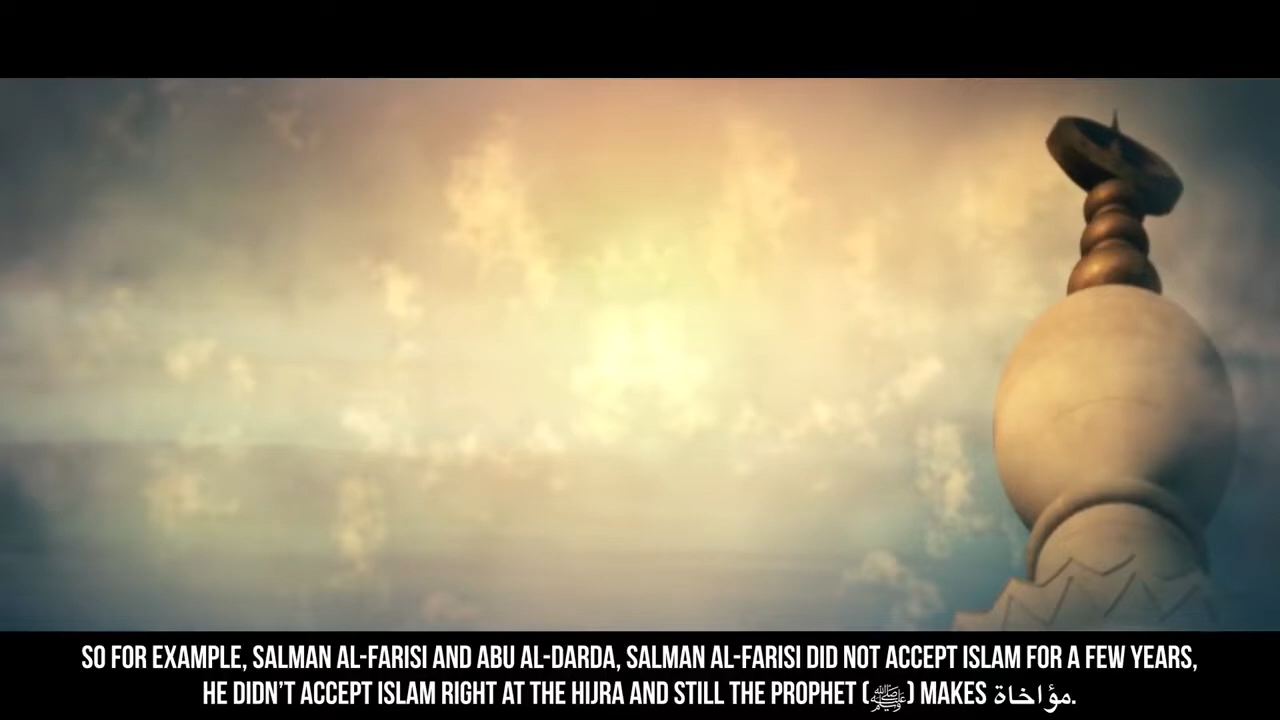 SO FOR EXAMPLE, SALMAN AL-FARISI AND ABU AL-DARDA, SALMAN AL-FARISI DID NOT ACCEPT ISLAM FOR A FEW YEARS,
HE DIDN'T ACCEPT ISLAM RIGHT AT THE HIJRA AND STILL THE PROPHET (ﷺ) MAKES مؤاخاة.